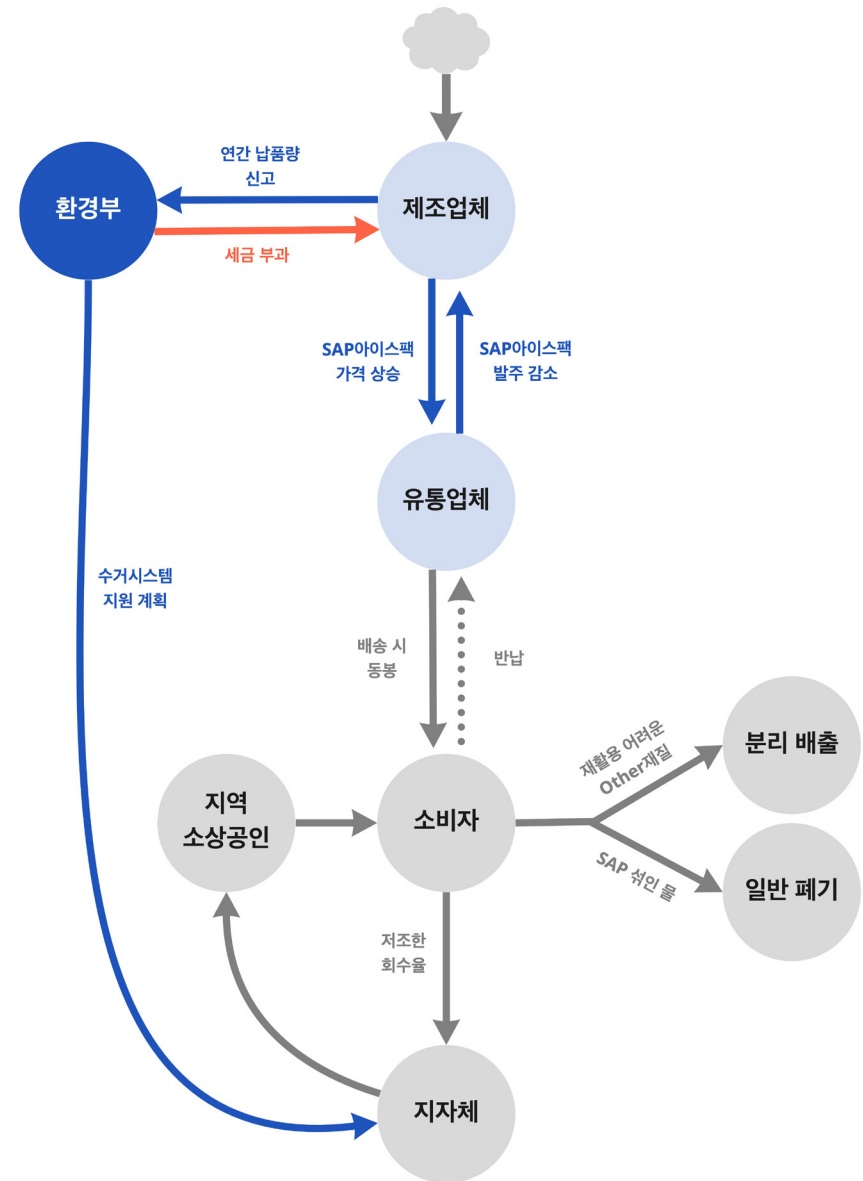 연간 납품량
신고
환경부
제조업체
세금 부과
SAP아이스팩
가격 상승
SAP아이스팩
발주 감소
유통업체
수거시스템
지원 계획
배송 시
동봉
반납
재활용 어려운
Other재질
분리 배출
지역
소상공인
소비자
SAP 섞인 물
일반 폐기
저조한
회수율
지자체